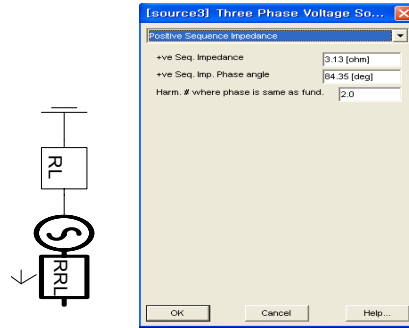 [source3] Three Phase Voltage So...
Positive Sequence Impedance
+ve Seq. Impedance 3.13 [ohm]
+ve Seq. Imp. Phase angle 84.35 [deg]
Harm. # where phase is same as fund. 2.0
RL
RRL
OK Cancel Help...